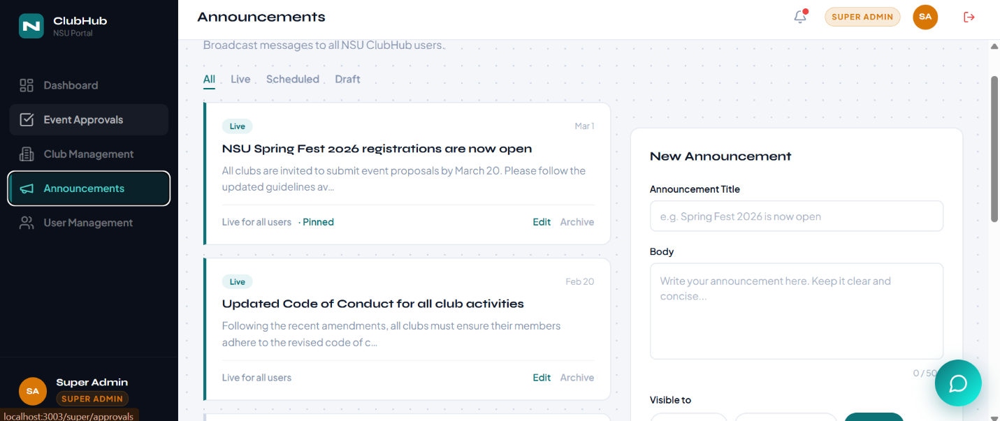 ClubHub
NSU Portal
Dashboard
Event Approvals
Club Management
Announcements
User Management
SA
Super Admin
SUPER ADMIN
localhost:3003/super/approvals
Announcements
SUPER ADMIN
SA
Broadcast messages to all NSU ClubHub users.
All Live Scheduled Draft
Live Mar 1
NSU Spring Fest 2026 registrations are now open
All clubs are invited to submit event proposals by March 20. Please follow the
updated guidelines av...
Live for all users · Pinned Edit Archive
Live Feb 20
Updated Code of Conduct for all club activities
Following the recent amendments, all clubs must ensure their members
adhere to the revised code of c...
Live for all users Edit Archive
New Announcement
Announcement Title
e.g. Spring Fest 2026 is now open
Body
Write your announcement here. Keep it clear and
concise...
0 / 50
Visible to